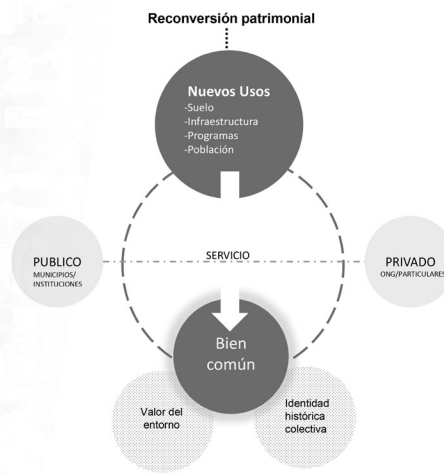 Reconversión patrimonial
Nuevos Usos
-Suelo
-Infraestructura
-Programas
-Población
SERVICIO
PUBLICO
MUNICIPIOS/
INSTITUCIONES
PRIVADO
ONG/PARTICULARES
Bien
común
Valor del
entorno
Identidad
histórica
colectiva